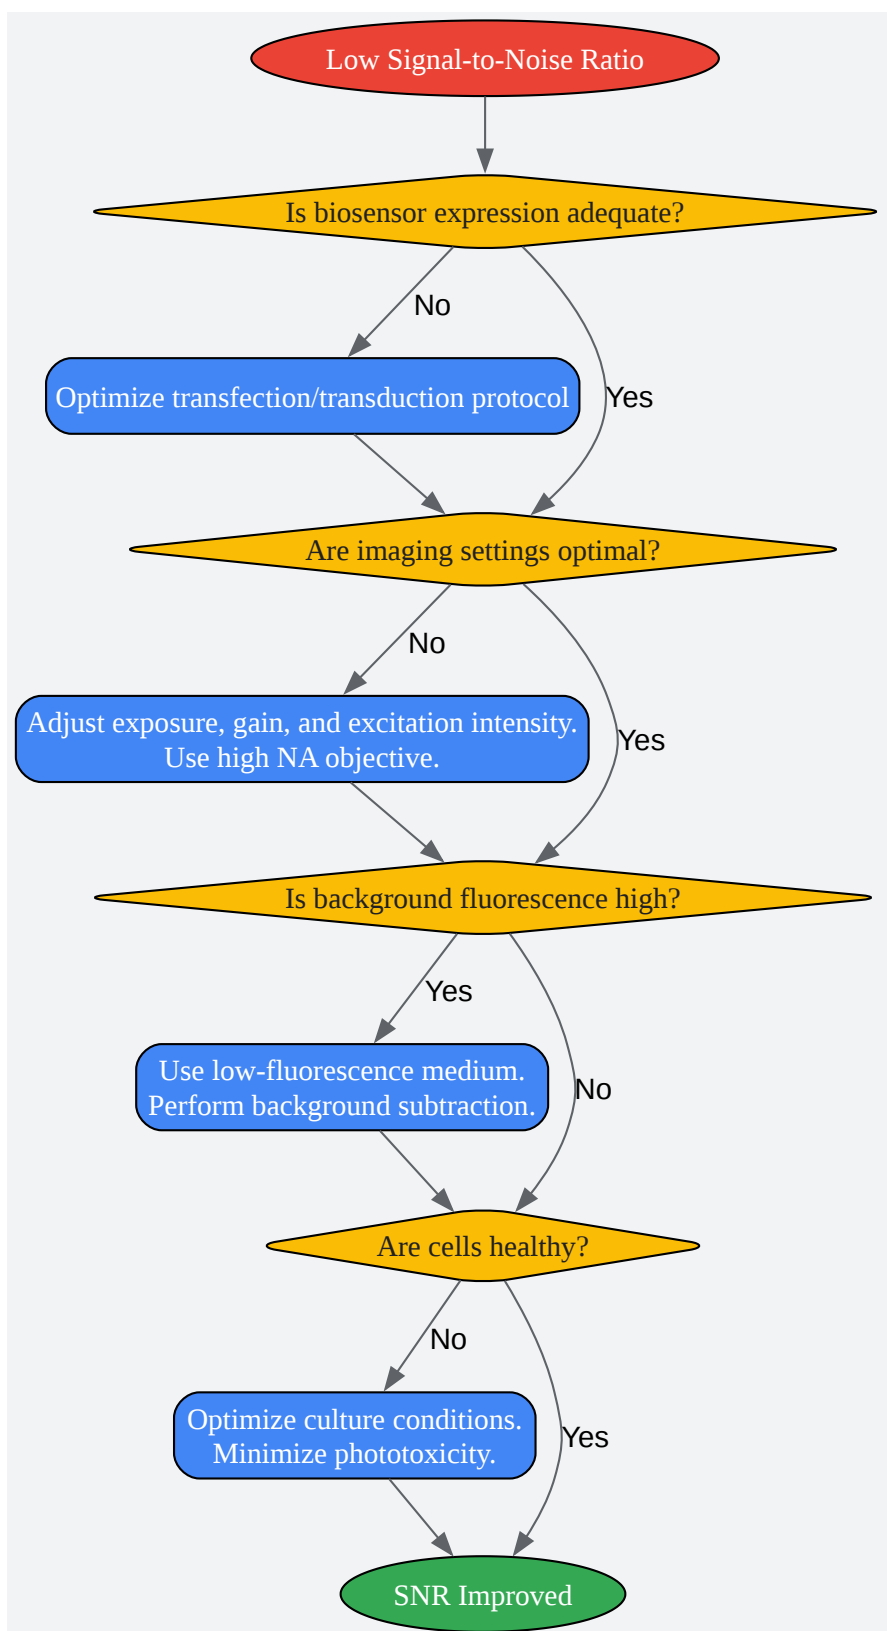 Low Signal-to-Noise Ratio
Is biosensor expression adequate?
No
Optimize transfection/transduction protocol
Yes
Are imaging settings optimal?
No
Adjust exposure, gain, and excitation intensity.
Use high NA objective.
Yes
Is background fluorescence high?
Yes
Use low-fluorescence medium.
Perform background subtraction.
No
Are cells healthy?
No
Optimize culture conditions.
Minimize phototoxicity.
Yes
SNR Improved